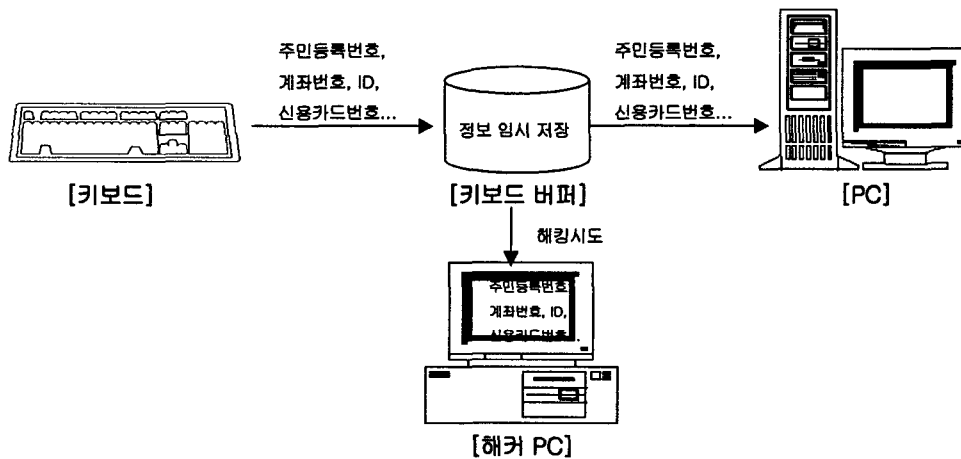 주민등록번호,
계좌번호, ID,
신용카드번호...
주민등록번호,
계좌번호, ID,
신용카드번호...
정보 임시 저장
[키보드]
[키보드 버퍼]
[PC]
해킹시도
주민등록번호,
계좌번호, ID,
신용카드번호...
[해커 PC]